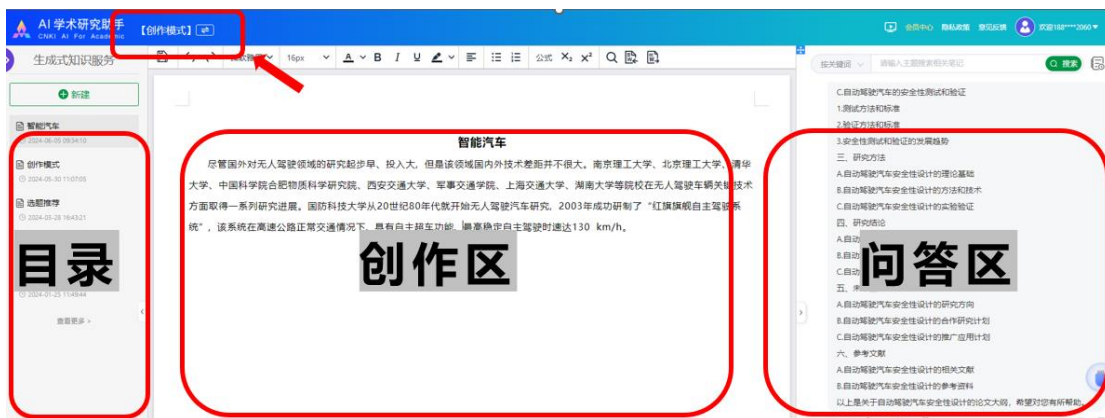 AI 学术研究助手
CNKI AI For Academic
【创作模式】
会员中心 隐私政策 意见反馈 欢迎188****2060
生成式知识服务
16px A B I U 公式 X₂ X²
按关键词 请输入主题搜索相关笔记 搜索
新建
智能汽车
2024-06-05 09:34:10
创作模式
2024-05-30 11:07:05
选题推荐
2024-05-28 16:43:21
目录
2024-01-25 11:49:44
查看更多 >
智能汽车
尽管国外对无人驾驶领域的研究起步早、投入大，但是该领域国内外技术差距并不很大。南京理工大学、北京理工大学、清华
大学、中国科学院合肥物质科学研究院、西安交通大学、军事交通学院、上海交通大学、湖南大学等院校在无人驾驶车辆关键技术
方面取得一系列研究进展。国防科技大学从20世纪80年代就开始无人驾驶汽车研究，2003年成功研制了“红旗旗舰自主驾驶系
统”，该系统在高速公路正常交通情况下，具有自主超车功能，最高稳定自主驾驶时速达130 km/h。
创作区
C.自动驾驶汽车的安全性测试和验证
1.测试方法和标准
2.验证方法和标准
3.安全性测试和验证的发展趋势
三、研究方法
A.自动驾驶汽车安全性设计的理论基础
B.自动驾驶汽车安全性设计的方法和技术
C.自动驾驶汽车安全性设计的实验验证
四、研究结论
A.自动
B.自动
C.自动
五、
问答区
A.自动驾驶汽车安全性设计的研究方向
B.自动驾驶汽车安全性设计的合作研究计划
C.自动驾驶汽车安全性设计的推广应用计划
六、参考文献
A.自动驾驶汽车安全性设计的相关文献
B.自动驾驶汽车安全性设计的参考资料
以上是关于自动驾驶汽车安全性设计的论文大纲，希望对您有所帮助。